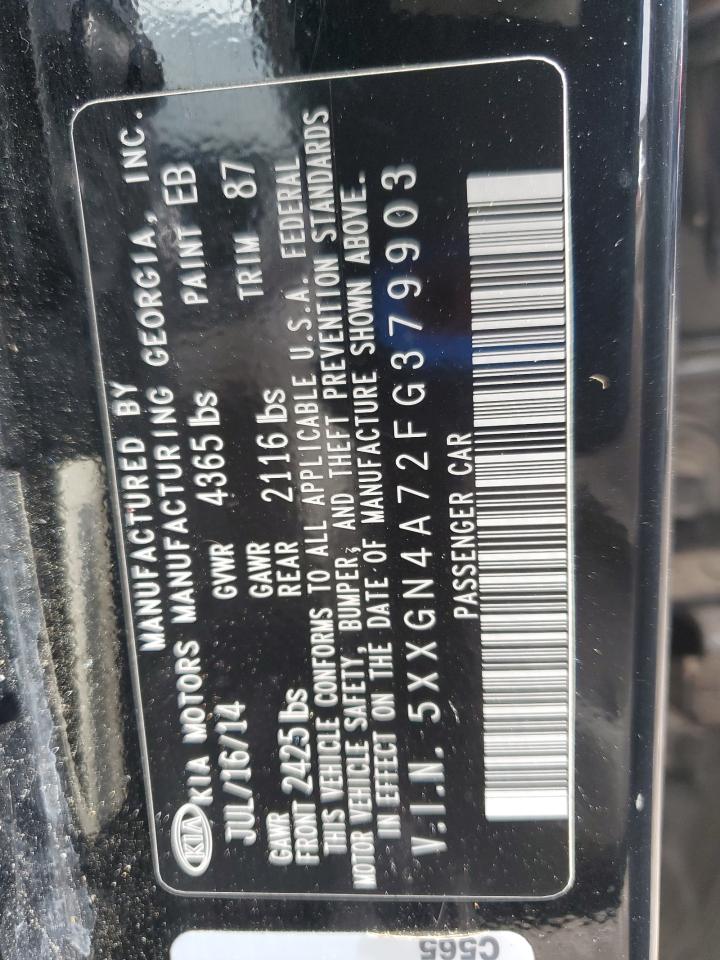 MANUFACTURED BY
KIA KIA MOTORS MANUFACTURING GEORGIA, INC.
JUL/16/14 GVWR 4365 lbs PAINT EB
GAWR FRONT 2425 lbs GAWR REAR 2116 lbs TRIM 87
THIS VEHICLE CONFORMS TO ALL APPLICABLE U.S.A. FEDERAL
MOTOR VEHICLE SAFETY, BUMPER, AND THEFT PREVENTION STANDARDS
IN EFFECT ON THE DATE OF MANUFACTURE SHOWN ABOVE.
V.I.N. 5XXGN4A72FG379903
PASSENGER CAR
C565